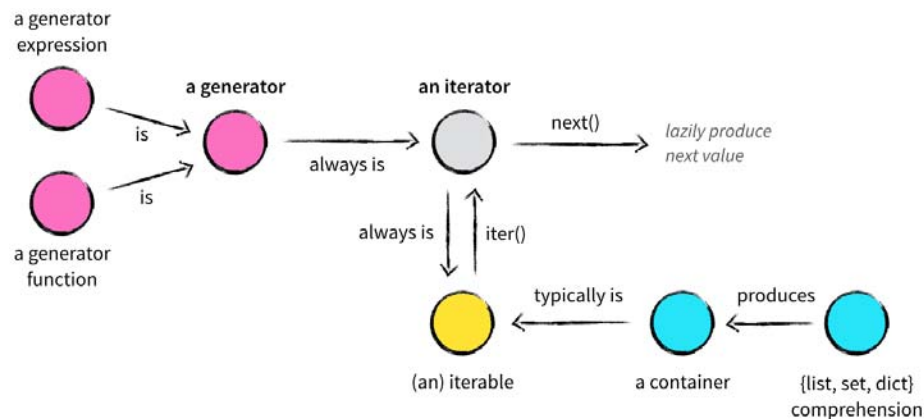 a generator
expression
a generator
an iterator
is
next()
lazily produce
next value
always is
is
a generator
function
always is
iter()
typically is
produces
(an) iterable
a container
{list, set, dict}
comprehension